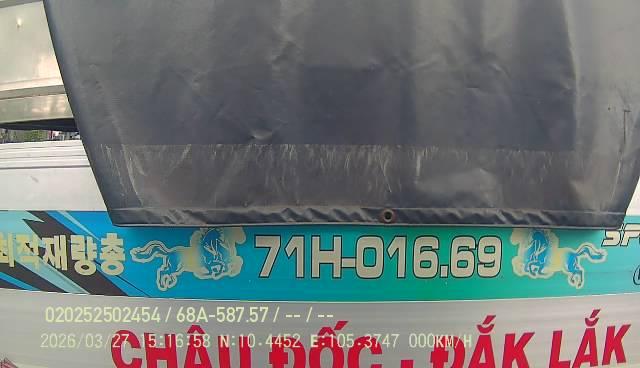 최적재량총
71H-016.69
020252502454 / 68A-587.57 / -- / --
2026/03/27 15:16:58 N:10.4452 E:105.3747 000KM/H
CHÂU ĐỐC - ĐẮK LẮK